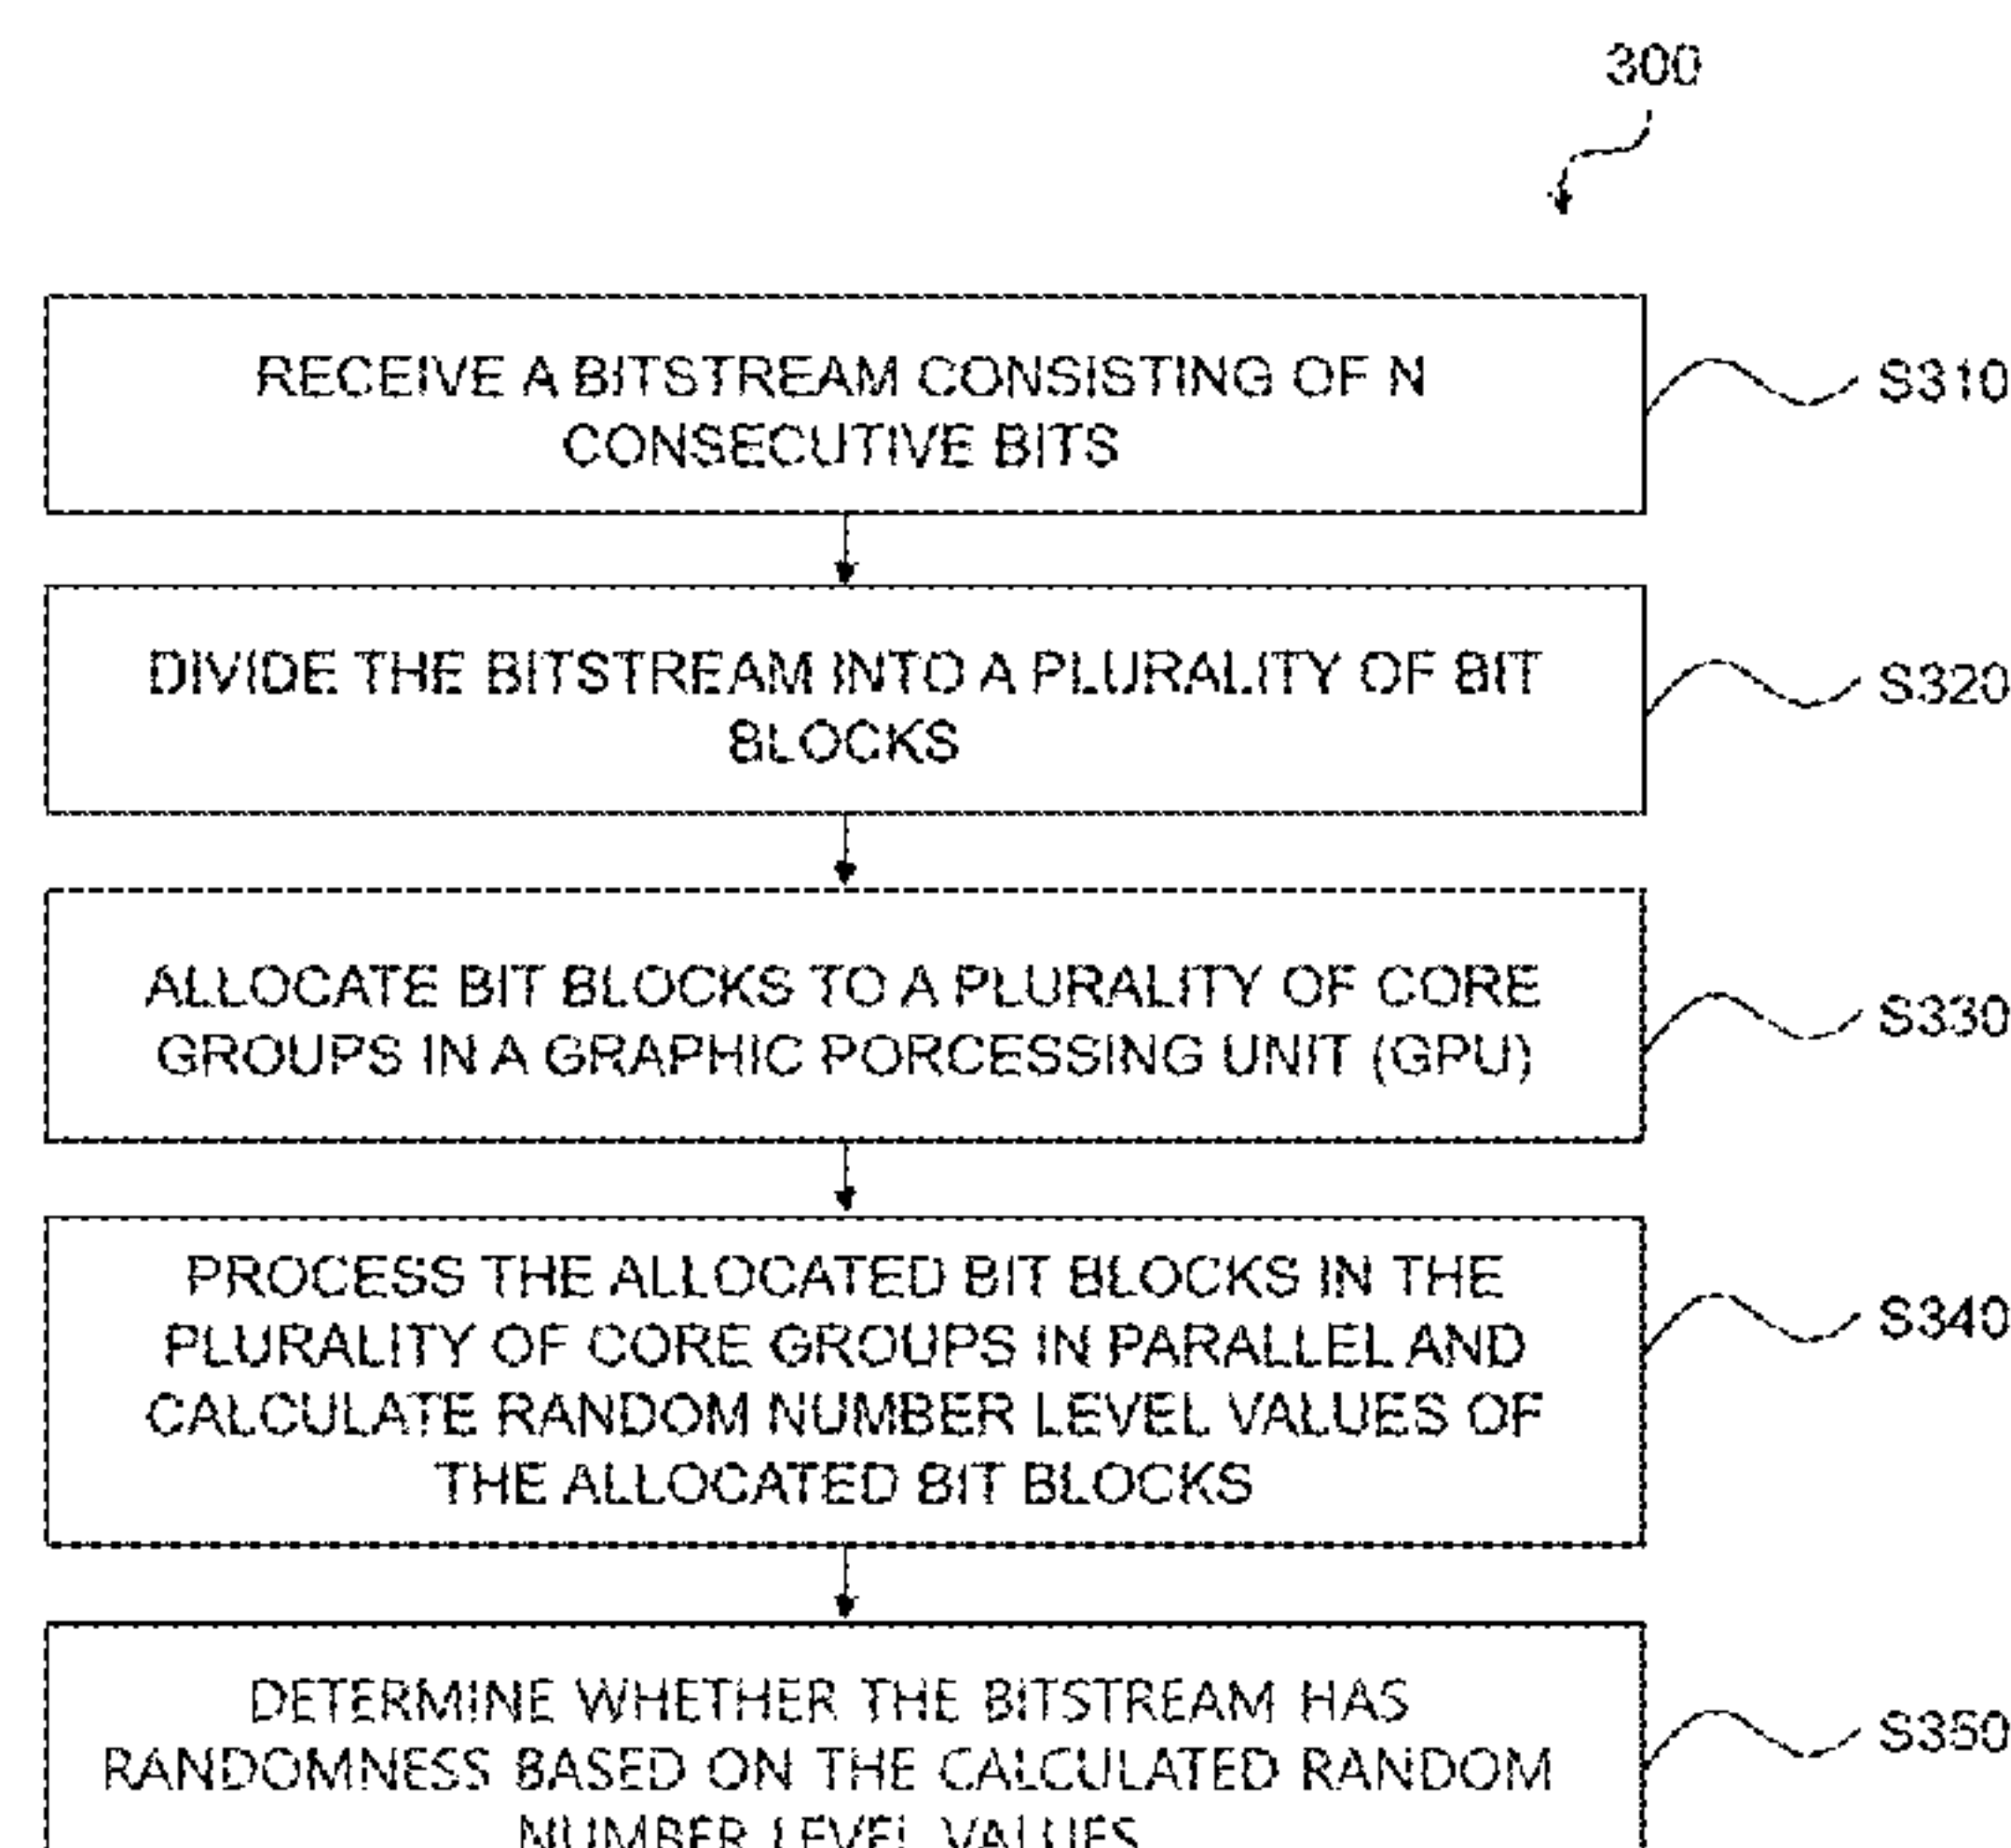 300
RECEIVE A BITSTREAM CONSISTING OF N
CONSECUTIVE BITS
S310
DIVIDE THE BITSTREAM INTO A PLURALITY OF BIT
BLOCKS
S320
ALLOCATE BIT BLOCKS TO A PLURALITY OF CORE
GROUPS IN A GRAPHIC PORCESSING UNIT (GPU)
S330
PROCESS THE ALLOCATED BIT BLOCKS IN THE
PLURALITY OF CORE GROUPS IN PARALLEL AND
CALCULATE RANDOM NUMBER LEVEL VALUES OF
THE ALLOCATED BIT BLOCKS
S340
DETERMINE WHETHER THE BITSTREAM HAS
RANDOMNESS BASED ON THE CALCULATED RANDOM
NUMBER LEVEL VALUES
S350